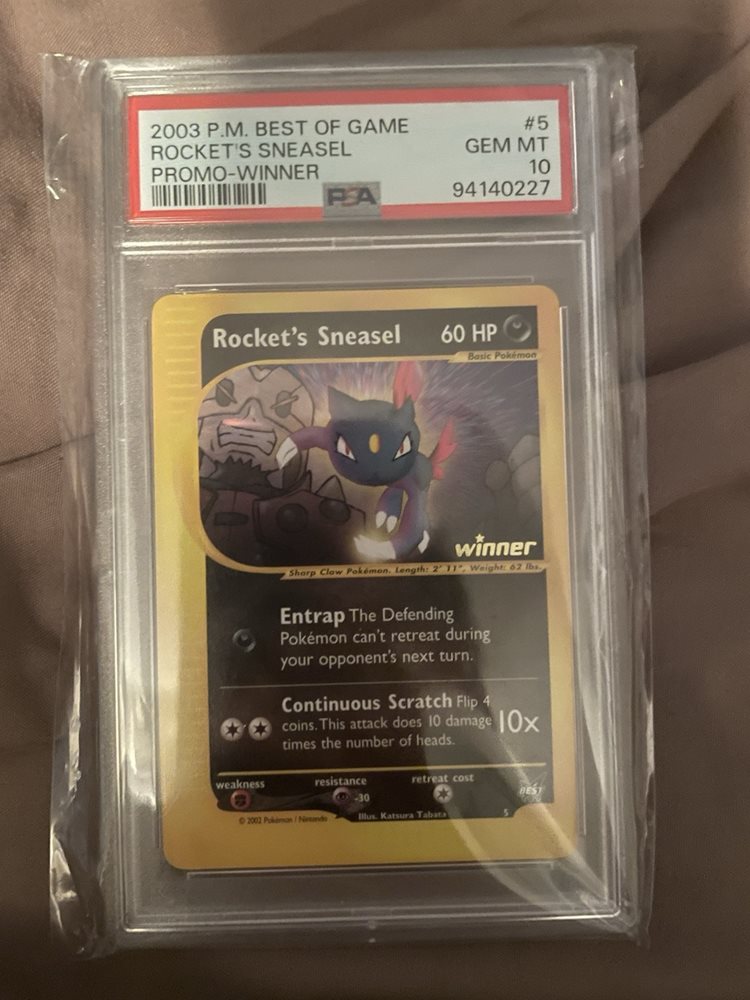 2003 P.M. BEST OF GAME #5
ROCKET'S SNEASEL GEM MT
PROMO-WINNER 10
PSA 94140227
Rocket's Sneasel 60 HP
Basic Pokémon
winner
Sharp Claw Pokémon. Length: 2' 11", Weight: 62 lbs.
Entrap The Defending
Pokémon can't retreat during
your opponent's next turn.
Continuous Scratch Flip 4
coins. This attack does 10 damage 10x
times the number of heads.
weakness resistance retreat cost
-30 BEST
© 2002 Pokémon / Nintendo Illus. Katsura Tabata 5